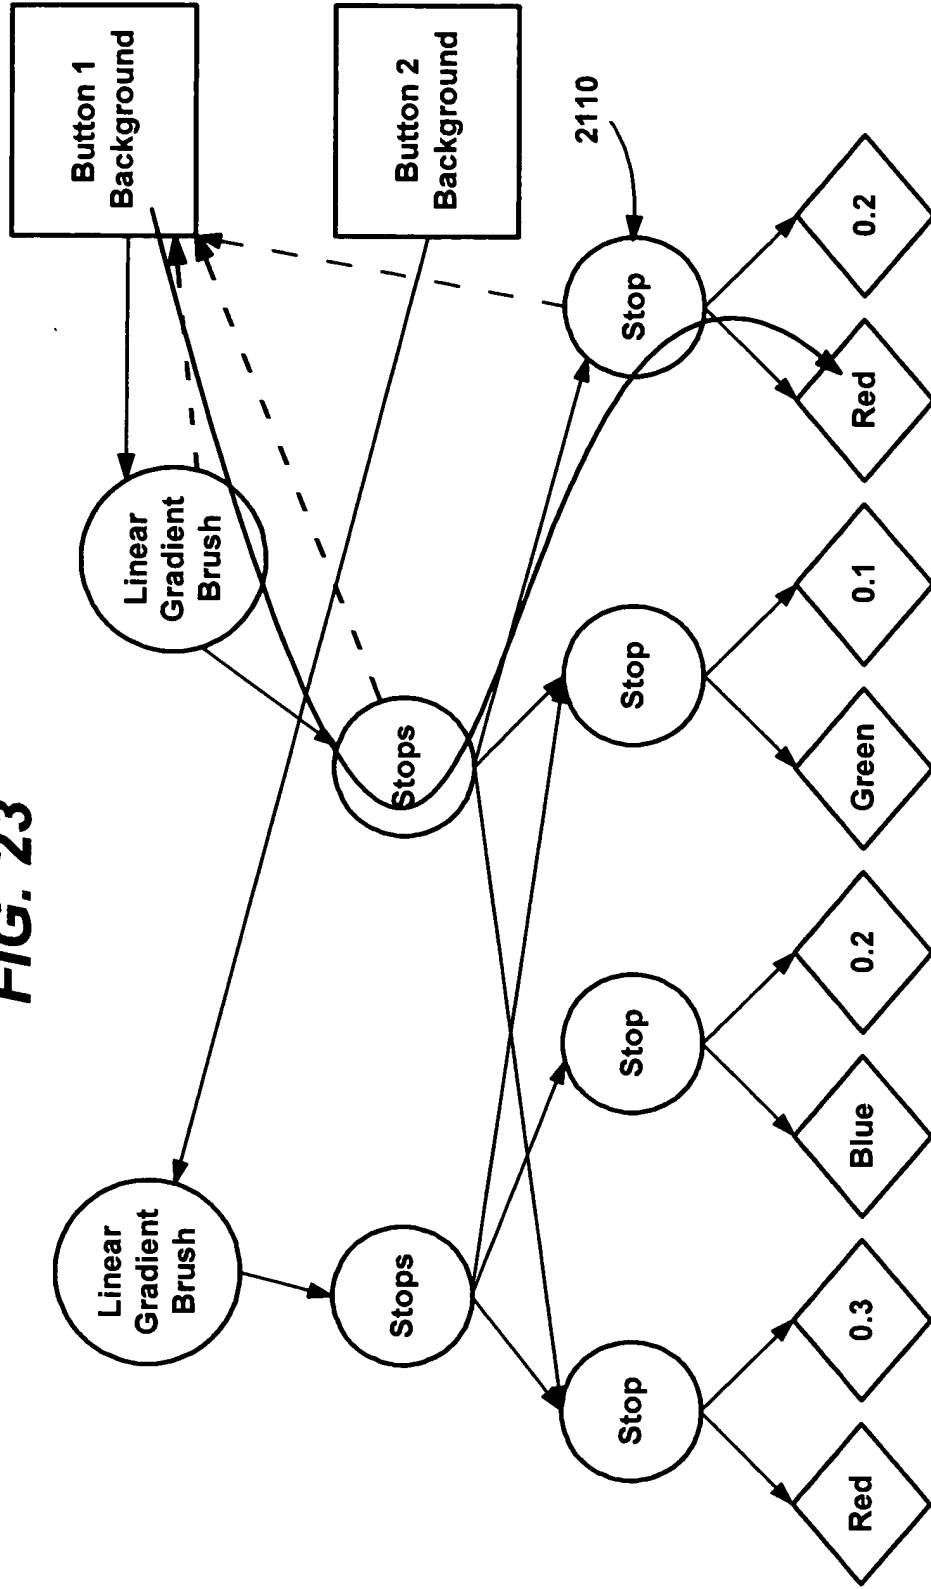 FIG. 23
Linear
Gradient
Brush
Linear
Gradient
Brush
Button 1
Background
Stops
Stops
Button 2
Background
2110
Stop
Stop
Stop
Stop
Red
0.3
Blue
0.2
Green
0.1
Red
0.2